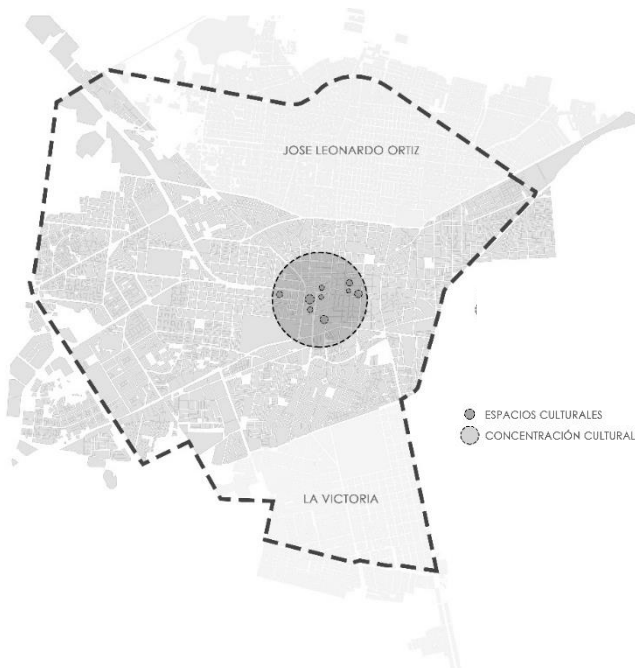 JOSE LEONARDO ORTIZ
ESPACIOS CULTURALES
CONCENTRACIÓN CULTURAL
LA VICTORIA